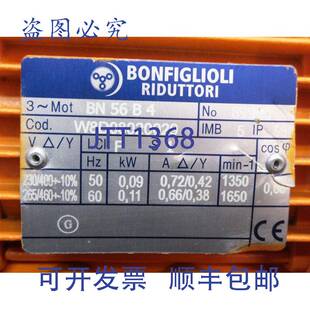 盗图必究
BONFIGLIOLI
RIDUTTORI
3~Mot BN 56 B 4 No
Cod. IMB 5 IP
JTT1368
V Δ/Y Hz kW A Δ/Y min-1 cosφ
230/400+-10% 50 0,09 0,72/0,42 1350
265/460+-10% 60 0,11 0,66/0,38 1650
G CE
可开发票 顺丰包邮